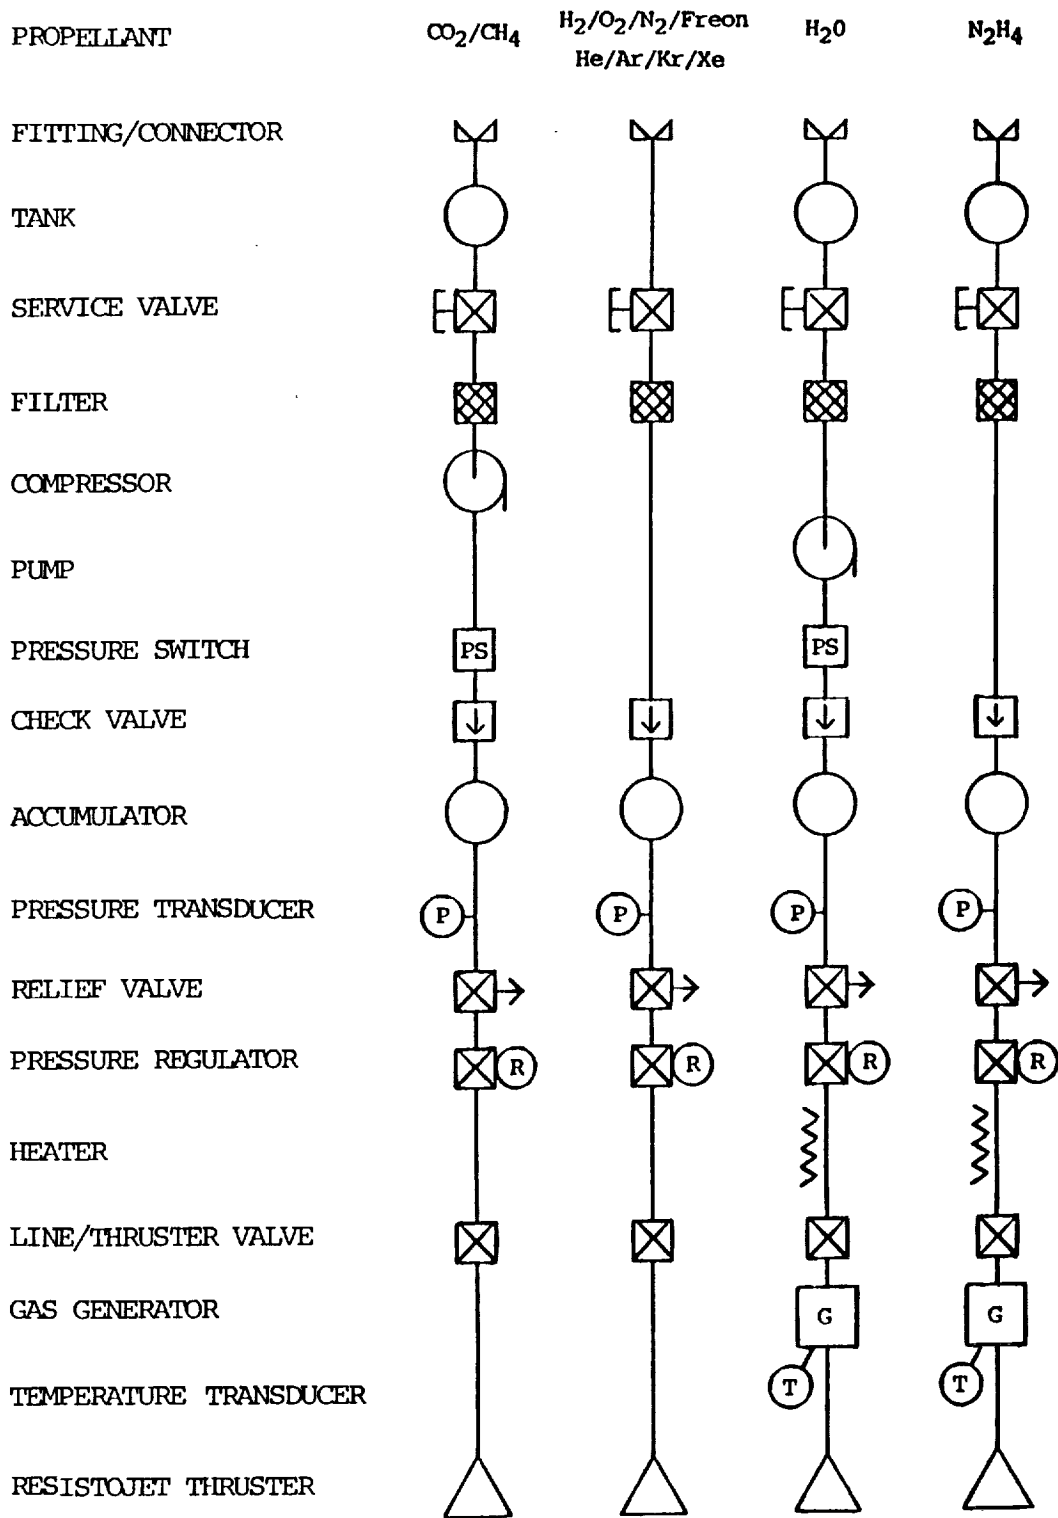 PROPELLANT CO2/CH4 H2/O2/N2/Freon H2O N2H4
He/Ar/Kr/Xe
FITTING/CONNECTOR
TANK
SERVICE VALVE
FILTER
COMPRESSOR
PUMP
PRESSURE SWITCH PS PS
CHECK VALVE
ACCUMULATOR
PRESSURE TRANSDUCER P P P P
RELIEF VALVE
PRESSURE REGULATOR R R R R
HEATER
LINE/THRUSTER VALVE
GAS GENERATOR G G
TEMPERATURE TRANSDUCER T T
RESISTOJET THRUSTER